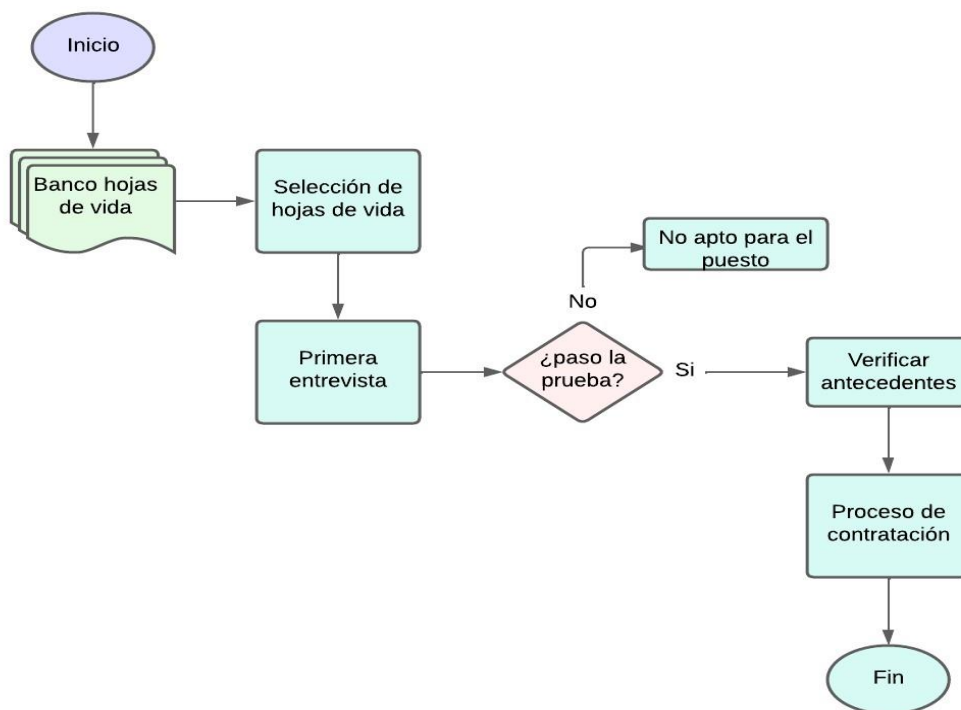 Inicio
Banco hojas
de vida
Selección de
hojas de vida
No apto para el
puesto
No
Primera
entrevista
¿paso la
prueba?
Si
Verificar
antecedentes
Proceso de
contratación
Fin